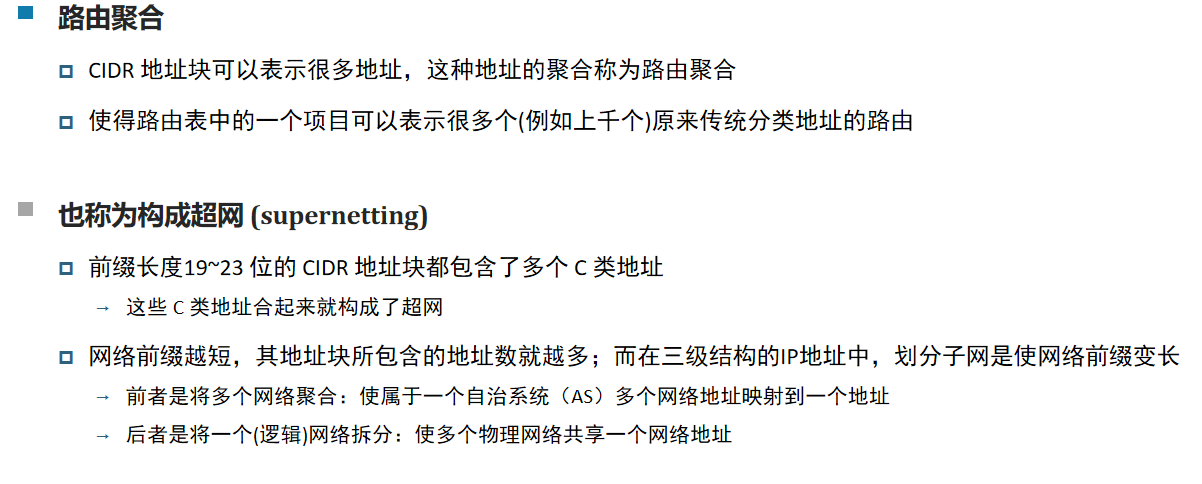 路由聚合
CIDR 地址块可以表示很多地址，这种地址的聚合称为路由聚合
使得路由表中的一个项目可以表示很多个(例如上千个)原来传统分类地址的路由
也称为构成超网 (supernetting)
前缀长度19~23 位的 CIDR 地址块都包含了多个 C 类地址
→ 这些 C 类地址合起来就构成了超网
网络前缀越短，其地址块所包含的地址数就越多；而在三级结构的IP地址中，划分子网是使网络前缀变长
→ 前者是将多个网络聚合：使属于一个自治系统（AS）多个网络地址映射到一个地址
→ 后者是将一个(逻辑)网络拆分：使多个物理网络共享一个网络地址